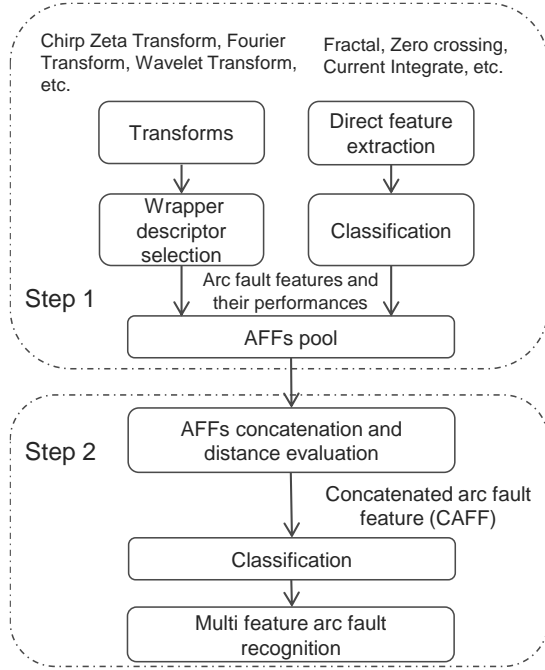 Chirp Zeta Transform, Fourier
Transform, Wavelet Transform,
etc.
Fractal, Zero crossing,
Current Integrate, etc.
Transforms
Direct feature
extraction
Wrapper
descriptor
selection
Classification
Arc fault features and
their performances
Step 1
AFFs pool
Step 2
AFFs concatenation and
distance evaluation
Concatenated arc fault
feature (CAFF)
Classification
Multi feature arc fault
recognition